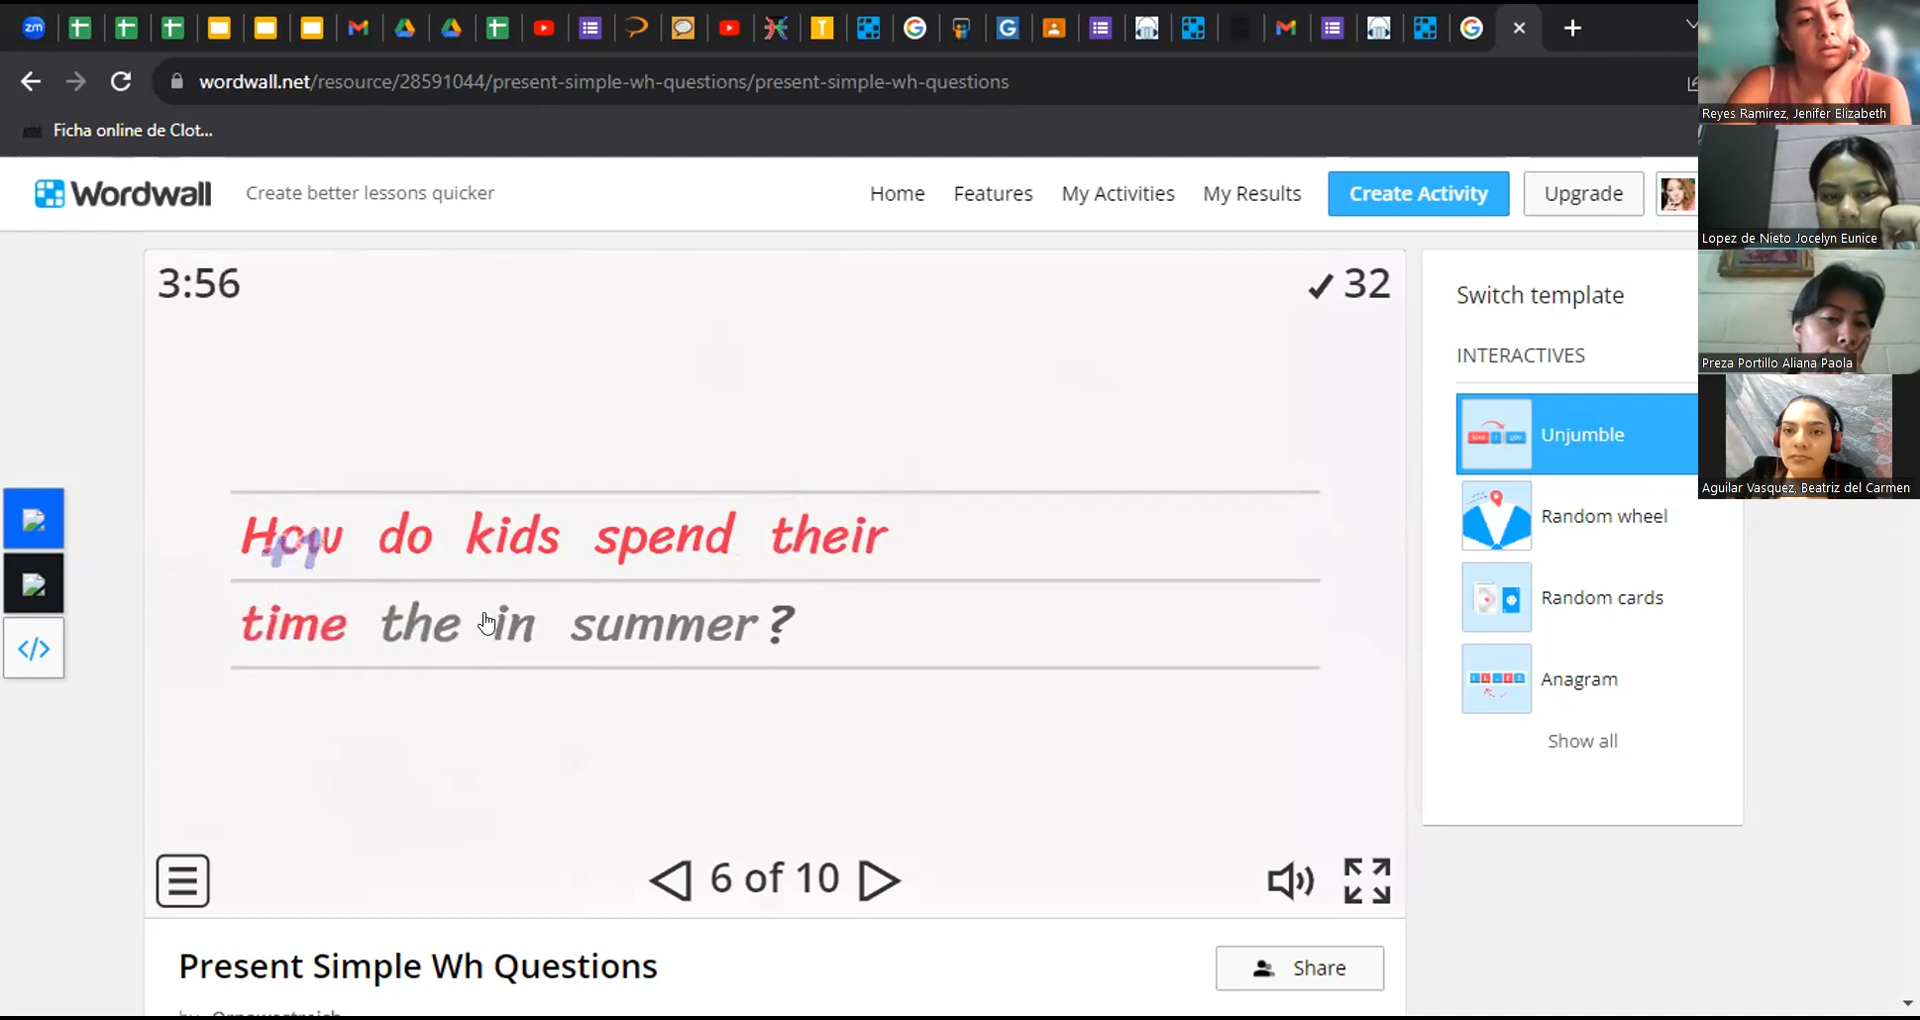 zm
wordwall.net/resource/28591044/present-simple-wh-questions/present-simple-wh-questions
Ficha online de Clot...
Wordwall
Create better lessons quicker
Home Features My Activities My Results Create Activity Upgrade
3:56
32
How do kids spend their
time the in summer ?
6 of 10
Present Simple Wh Questions
Share
Switch template
INTERACTIVES
Unjumble
Random wheel
Random cards
Anagram
Show all
Reyes Ramirez, Jenifer Elizabeth
Lopez de Nieto Jocelyn Eunice
Preza Portillo Aliana Paola
Aguilar Vasquez, Beatriz del Carmen